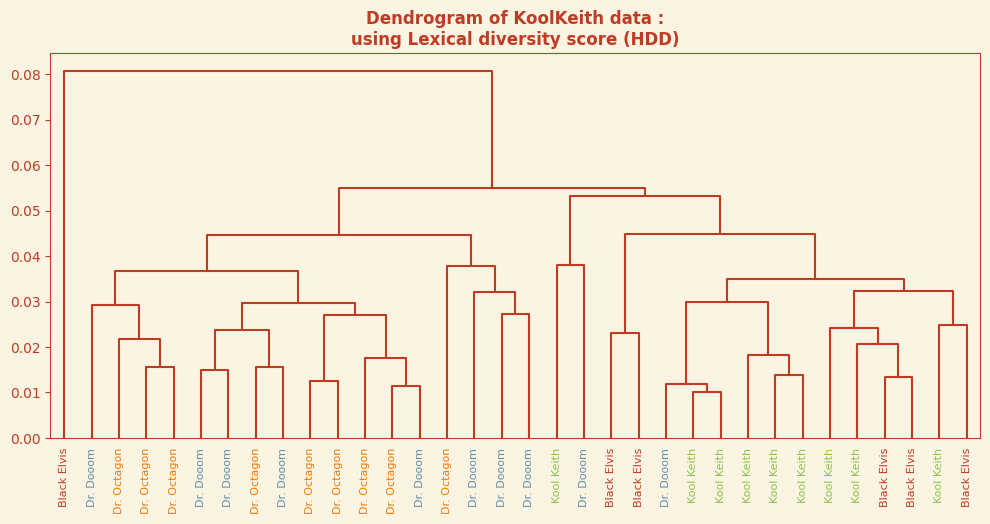 Dendrogram of KoolKeith data :
using Lexical diversity score (HDD)
0.08
0.07
0.06
0.05
0.04
0.03
0.02
0.01
0.00
Black Elvis
Dr. Dooom
Dr. Octagon
Dr. Octagon
Dr. Octagon
Dr. Dooom
Dr. Dooom
Dr. Octagon
Dr. Dooom
Dr. Octagon
Dr. Octagon
Dr. Octagon
Dr. Octagon
Dr. Dooom
Dr. Octagon
Dr. Dooom
Dr. Dooom
Dr. Dooom
Kool Keith
Dr. Dooom
Black Elvis
Black Elvis
Dr. Dooom
Kool Keith
Kool Keith
Kool Keith
Kool Keith
Kool Keith
Kool Keith
Kool Keith
Black Elvis
Black Elvis
Kool Keith
Black Elvis